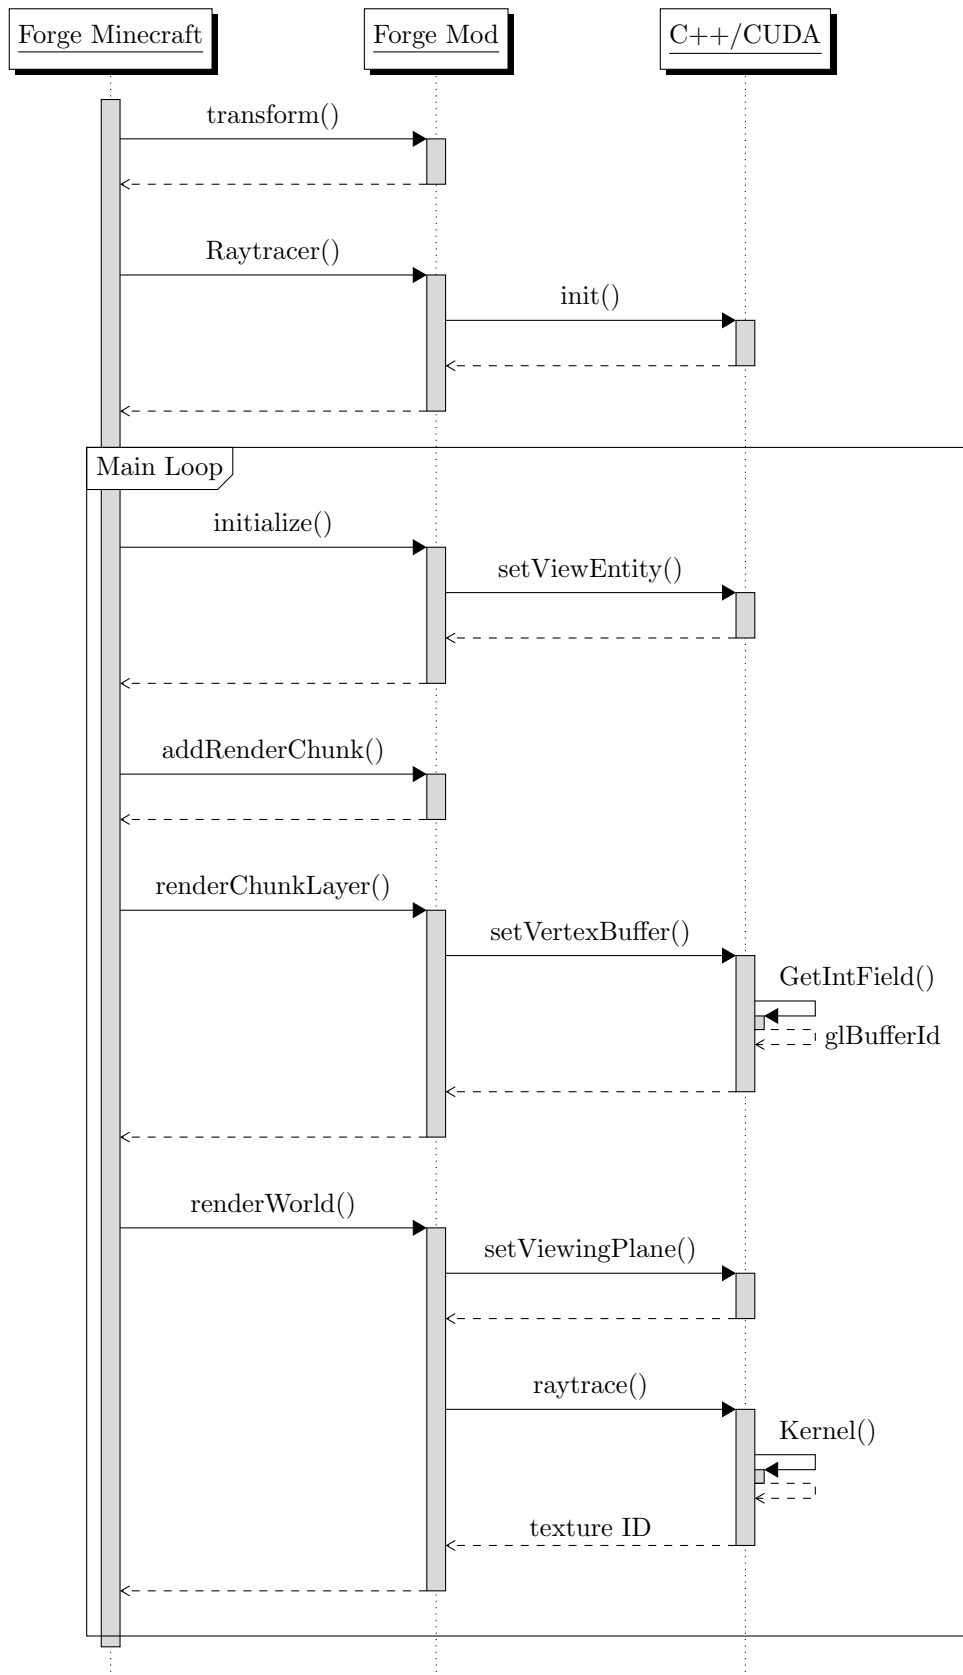 Forge Minecraft
Forge Mod
C++/CUDA
transform()
Raytracer()
init()
Main Loop
initialize()
setViewEntity()
addRenderChunk()
renderChunkLayer()
setVertexBuffer()
GetIntField()
glBufferId
renderWorld()
setViewingPlane()
raytrace()
Kernel()
texture ID